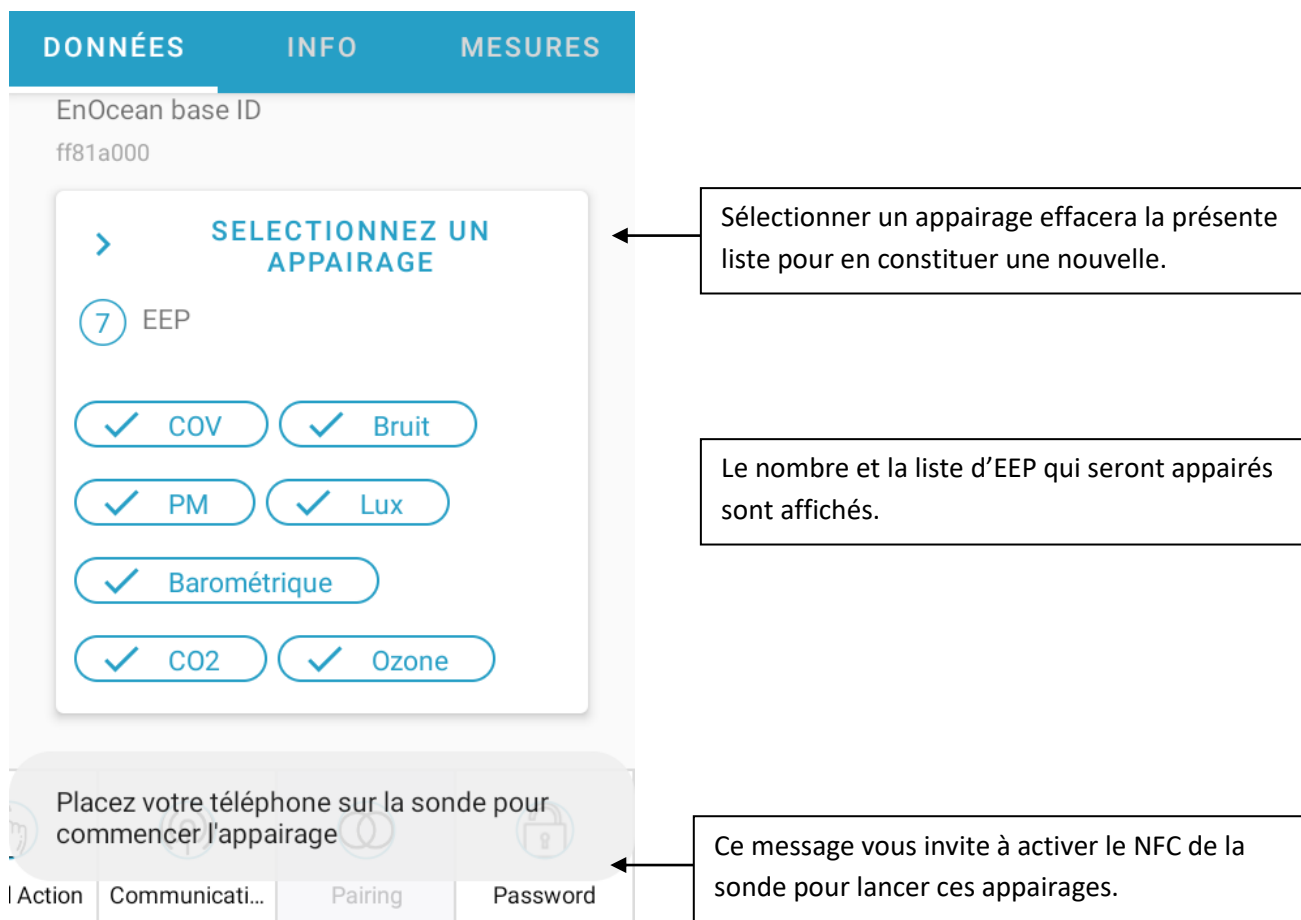 DONNÉES INFO MESURES
EnOcean base ID
ff81a000
SELECTIONNEZ UN
APPAIRAGE
7 EEP
COV Bruit
PM Lux
Barométrique
CO2 Ozone
Placez votre téléphone sur la sonde pour
commencer l'appairage
l Action Communicati... Pairing Password
Sélectionner un appairage effacera la présente
liste pour en constituer une nouvelle.
Le nombre et la liste d’EEP qui seront appairés
sont affichés.
Ce message vous invite à activer le NFC de la
sonde pour lancer ces appairages.